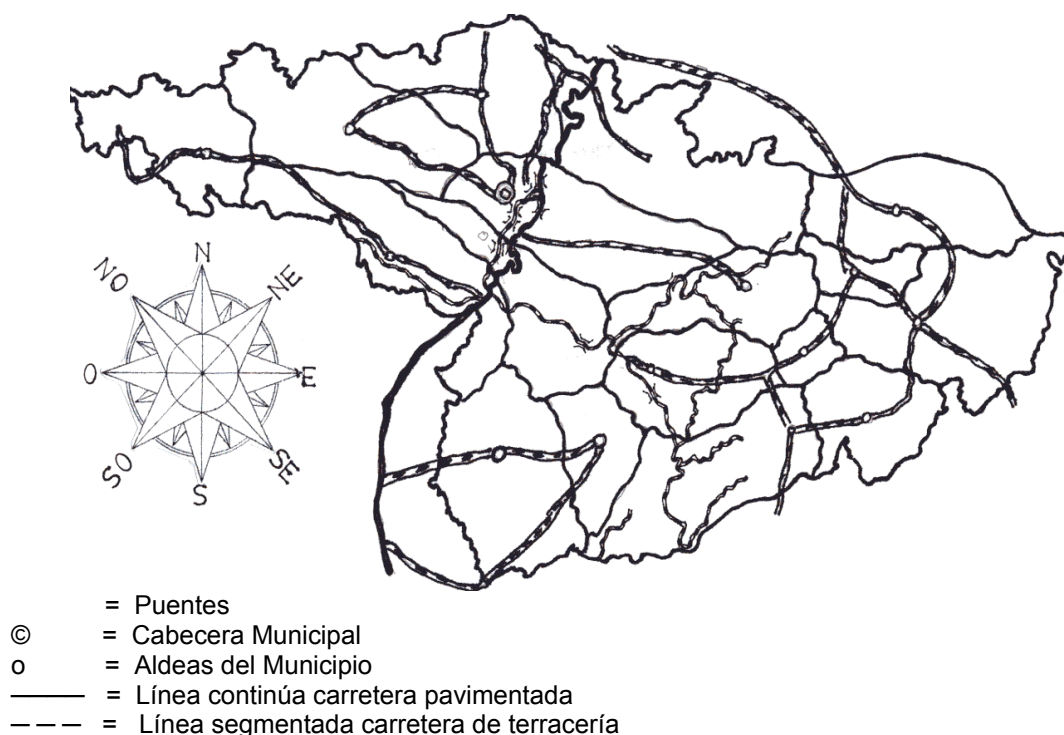 N
NE
E
SE
S
SO
O
NO
= Puentes
© = Cabecera Municipal
o = Aldeas del Municipio
——— = Línea continúa carretera pavimentada
– – – = Línea segmentada carretera de terracería